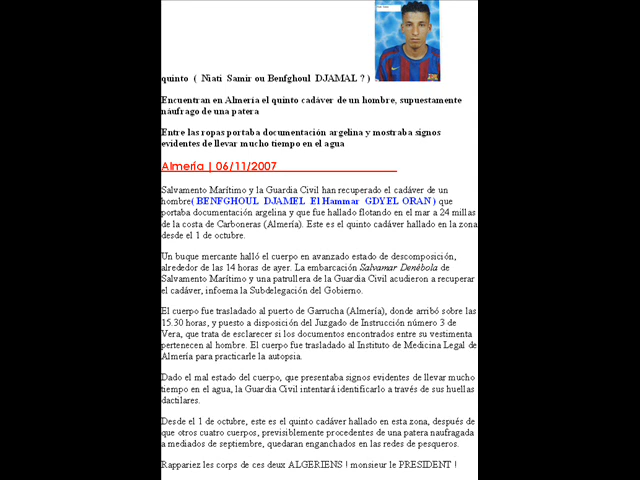 quinto ( Niati Samir ou Benfghoul DJAMAL ? )
Encuentran en Almería el quinto cadáver de un hombre, supuestamente
náufrago de una patera
Entre las ropas portaba documentación argelina y mostraba signos
evidentes de llevar mucho tiempo en el agua
Almería | 06/11/2007
Salvamento Marítimo y la Guardia Civil han recuperado el cadáver de un
hombre( BENFGHOUL DJAMEL El Hammar GDYEL ORAN ) que
portaba documentación argelina y que fue hallado flotando en el mar a 24 millas
de la costa de Carboneras (Almería). Este es el quinto cadáver hallado en la zona
desde el 1 de octubre.
Un buque mercante halló el cuerpo en avanzado estado de descomposición,
alrededor de las 14 horas de ayer. La embarcación Salvamar Denébola de
Salvamento Marítimo y una patrullera de la Guardia Civil acudieron a recuperar
el cadáver, infoema la Subdelegación del Gobierno.
El cuerpo fue trasladado al puerto de Garrucha (Almería), donde arribó sobre las
15.30 horas, y puesto a disposición del Juzgado de Instrucción número 3 de
Vera, que trata de esclarecer si los documentos encontrados entre su vestimenta
pertenecen al hombre. El cuerpo fue trasladado al Instituto de Medicina Legal de
Almería para practicarle la autopsia.
Dado el mal estado del cuerpo, que presentaba signos evidentes de llevar mucho
tiempo en el agua, la Guardia Civil intentará identificarlo a través de sus huellas
dactilares.
Desde el 1 de octubre, este es el quinto cadáver hallado en esta zona, después de
que otros cuatro cuerpos, previsiblemente procedentes de una patera naufragada
a mediados de septiembre, quedaran enganchados en las redes de pesqueros.
Rappariez les corps de ces deux ALGERIENS ! monsieur le PRESIDENT !